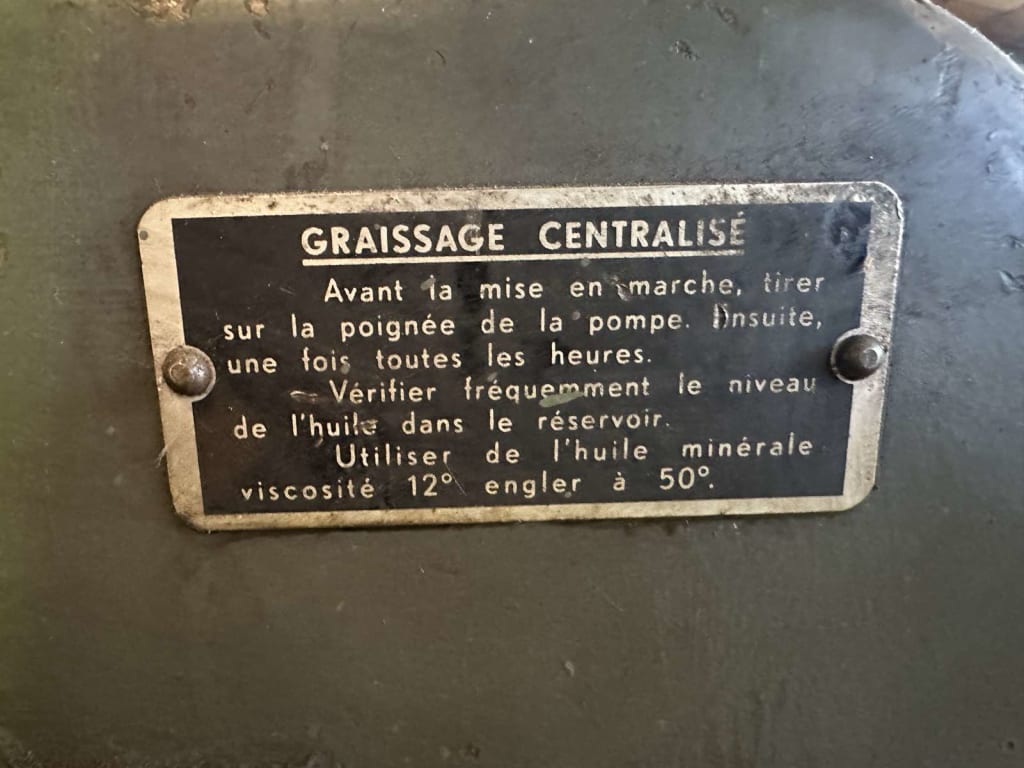 GRAISSAGE CENTRALISÉ
Avant la mise en marche, tirer
sur la poignée de la pompe. Ensuite,
une fois toutes les heures.
Vérifier fréquemment le niveau
de l'huile dans le réservoir.
Utiliser de l'huile minérale
viscosité 12° engler à 50°.